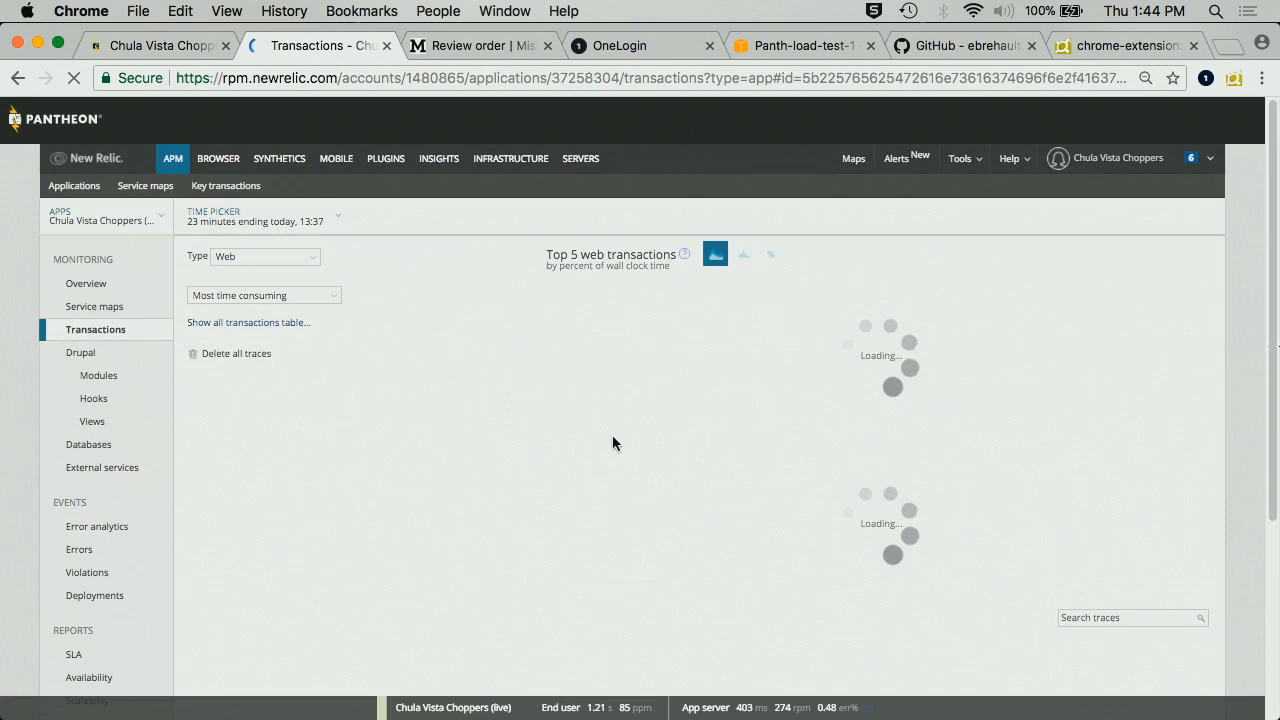 Chrome File Edit View History Bookmarks People Window Help 100% Thu 1:44 PM
Chula Vista Chopp Transactions - Chu Review order | Mis OneLogin Panth-load-test-1 GitHub - ebrehault chrome-extension:
Secure https://rpm.newrelic.com/accounts/1480865/applications/37258304/transactions?type=app#id=5b225765625472616e73616374696f6e2f41637...
PANTHEON
New Relic. APM BROWSER SYNTHETICS MOBILE PLUGINS INSIGHTS INFRASTRUCTURE SERVERS Maps Alerts New Tools Help Chula Vista Choppers 6
Applications Service maps Key transactions
APPS
Chula Vista Choppers (...
TIME PICKER
23 minutes ending today, 13:37
MONITORING
Overview
Service maps
Transactions
Drupal
Modules
Hooks
Views
Databases
External services
EVENTS
Error analytics
Errors
Violations
Deployments
REPORTS
SLA
Availability
Scalability
Type Web
Most time consuming
Show all transactions table...
Delete all traces
Top 5 web transactions ?
by percent of wall clock time
Loading...
Loading...
Search traces
Chula Vista Choppers (live) End user 1.21 s 85 ppm App server 403 ms 274 rpm 0.48 err%